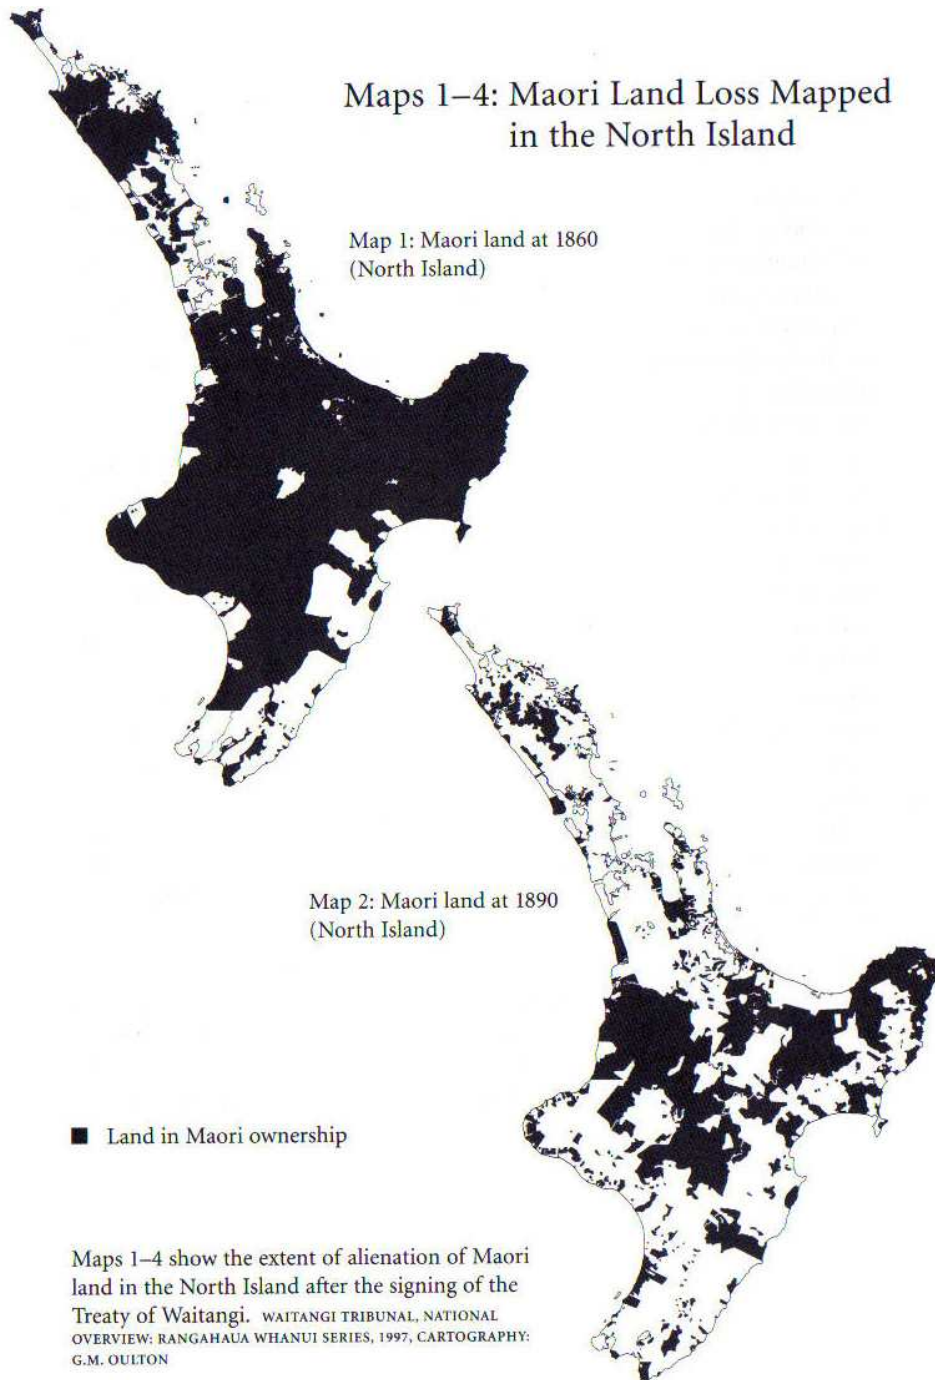 Maps 1–4: Maori Land Loss Mapped
in the North Island
Map 1: Maori land at 1860
(North Island)
Map 2: Maori land at 1890
(North Island)
Land in Maori ownership
Maps 1–4 show the extent of alienation of Maori
land in the North Island after the signing of the
Treaty of Waitangi. WAITANGI TRIBUNAL, NATIONAL
OVERVIEW: RANGAHAUA WHANUI SERIES, 1997, CARTOGRAPHY:
G.M. OULTON